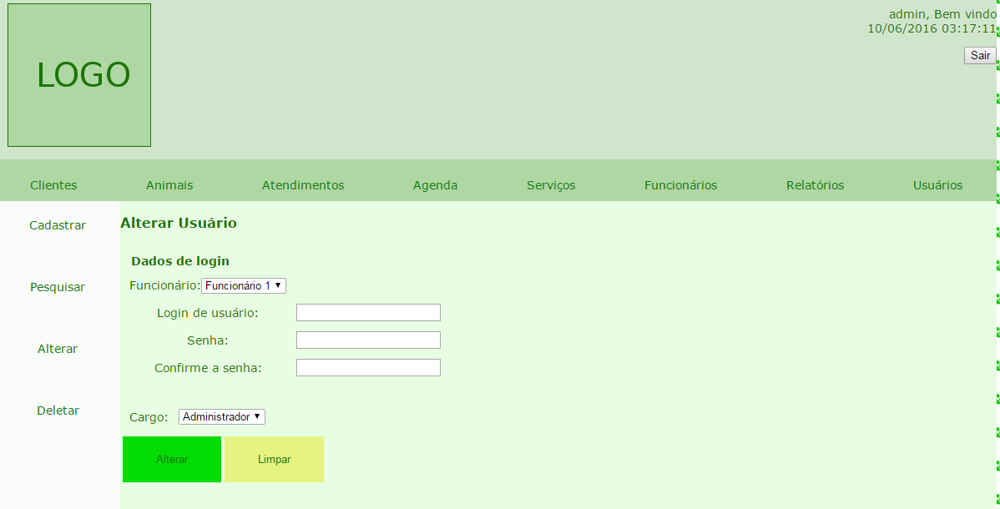 LOGO
admin, Bem vindo
10/06/2016 03:17:11
Sair
Clientes Animais Atendimentos Agenda Serviços Funcionários Relatórios Usuários
Cadastrar
Pesquisar
Alterar
Deletar
Alterar Usuário
Dados de login
Funcionário: Funcionário 1
Login de usuário:
Senha:
Confirme a senha:
Cargo: Administrador
Alterar Limpar